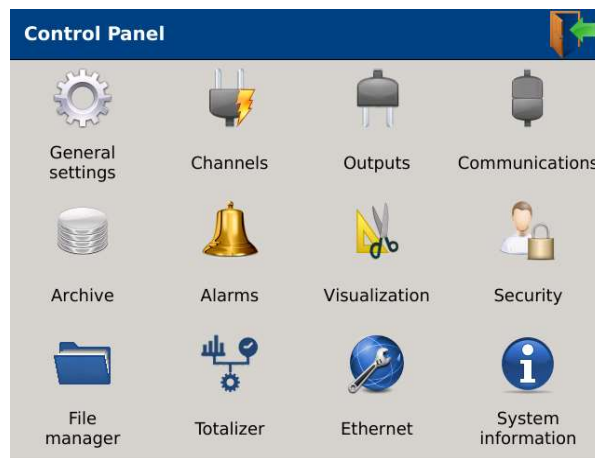 Control Panel
General
settings
Channels
Outputs
Communications
Archive
Alarms
Visualization
Security
File
manager
Totalizer
Ethernet
System
information